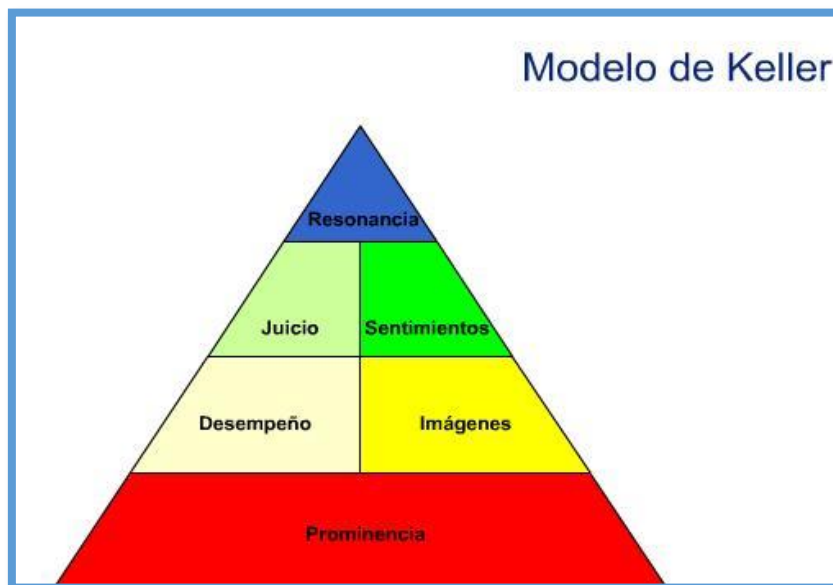 Modelo de Keller
Resonancia
Juicio
Sentimientos
Desempeño
Imágenes
Prominencia